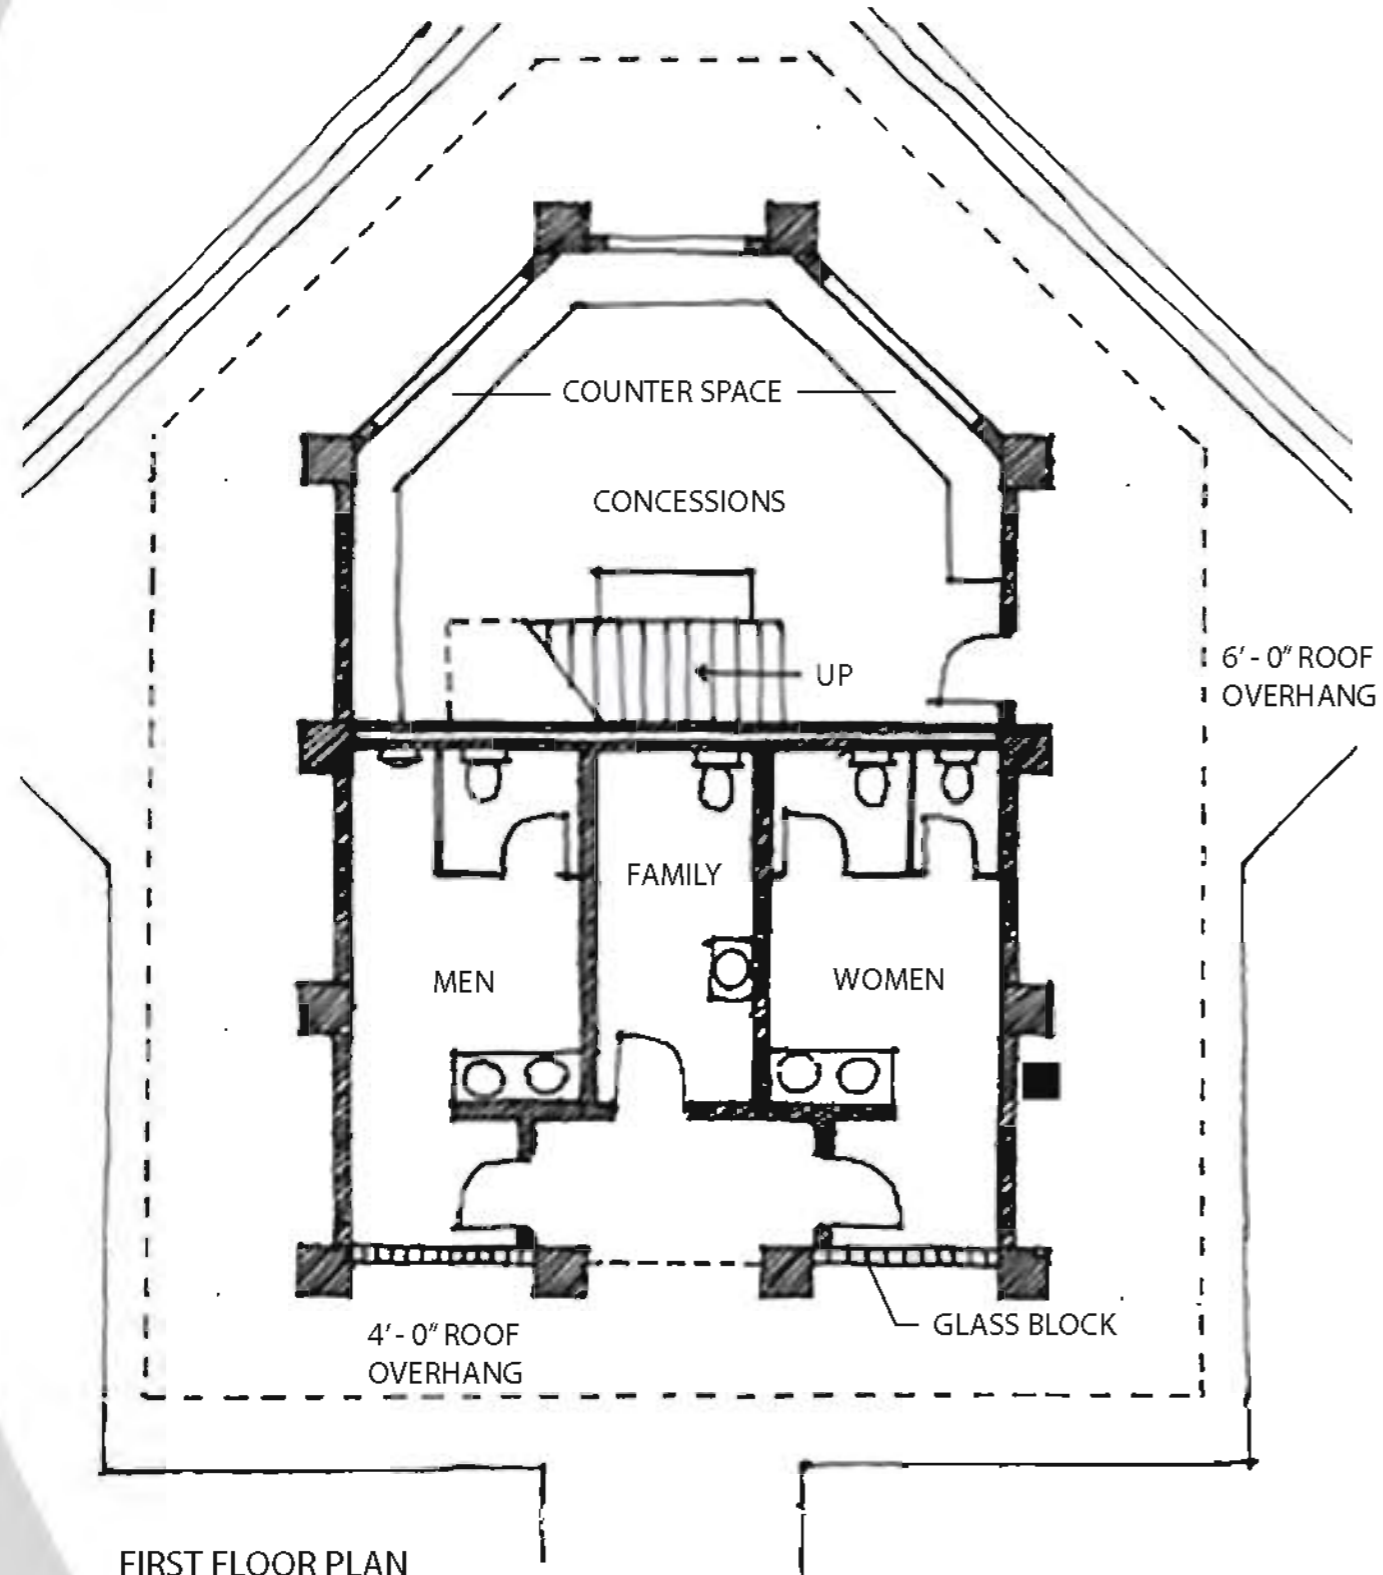 COUNTER SPACE
CONCESSIONS
UP
6' - 0" ROOF
OVERHANG
FAMILY
MEN
WOMEN
GLASS BLOCK
4' - 0" ROOF
OVERHANG
FIRST FLOOR PLAN